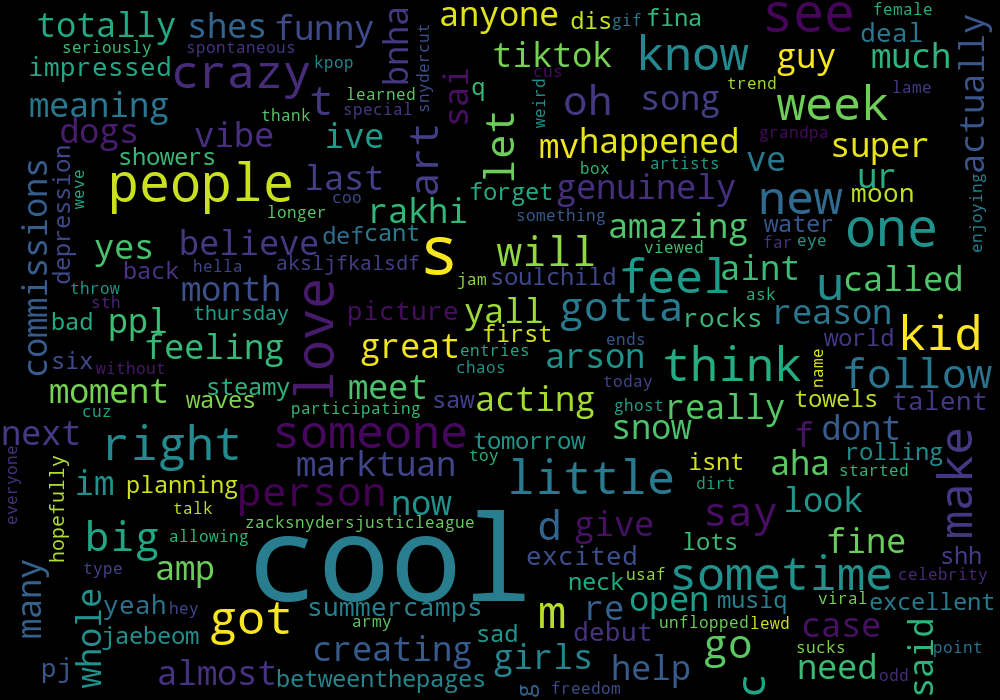 totally shes funny anyone dis gif fina see female
seriously spontaneous bnha deal
impressed crazy kpop tiktok know guy much actually
meaning t learned snydercut sai q cus trend lame
thank special weird oh song week
dogs vibe ive art let mv happened grandpa super
showers box artists ve ur
commissions depression weve people last coo forget genuinely new moon enjoying
longer rakhi something amazing water one
yes believe def cant s will viewed far eye
back hella aksljfkalsdf jam soulchild feel aint u called
throw month love picture yall gotta ask reason
sth thursday rocks
bad ppl first ends world kid
feeling great entries arson
six without chaos think name follow
moment steamy meet today
waves participating saw acting ghost really towels talent
cuz
next right someone tomorrow snow f dont
everyone marktuan toy isnt aha rolling make
hopefully im planning person little dirt started
talk now look
big allowing zacksnydersjusticeleague cool d give say
lots fine
many type amp excited shh
neck usaf sometime celebrity
whole yeah hey summercamps m re open musiq viral excellent
got army unflopped lewd
jaebeom sad debut case said
creating girls go sucks point
pj almost betweenthepages help need odd
g freedom c